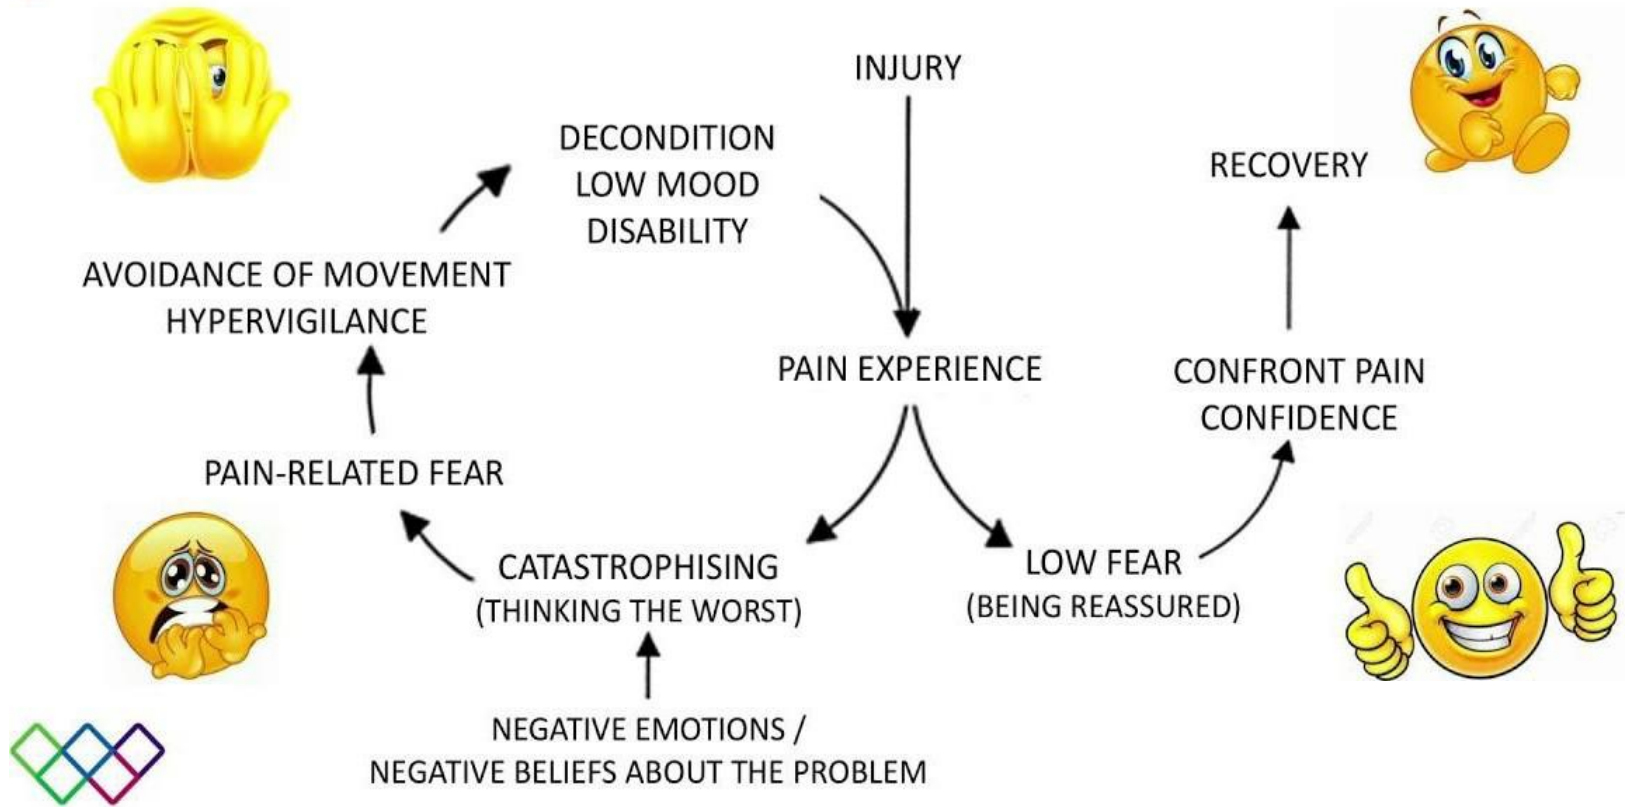 INJURY
DECONDITION
LOW MOOD
DISABILITY
RECOVERY
AVOIDANCE OF MOVEMENT
HYPERVIGILANCE
PAIN EXPERIENCE
CONFRONT PAIN
CONFIDENCE
PAIN-RELATED FEAR
CATASTROPHISING
(THINKING THE WORST)
LOW FEAR
(BEING REASSURED)
NEGATIVE EMOTIONS /
NEGATIVE BELIEFS ABOUT THE PROBLEM